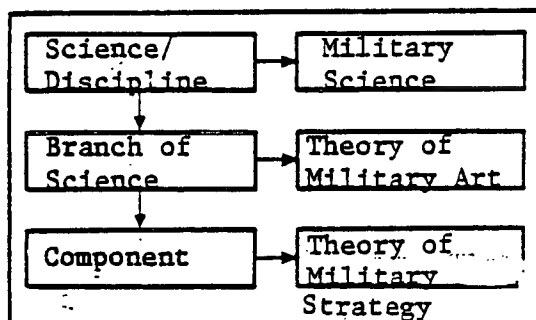 Science/
Discipline
Military
Science
Branch of
Science
Theory of
Military Art
Component
Theory of
Military
Strategy